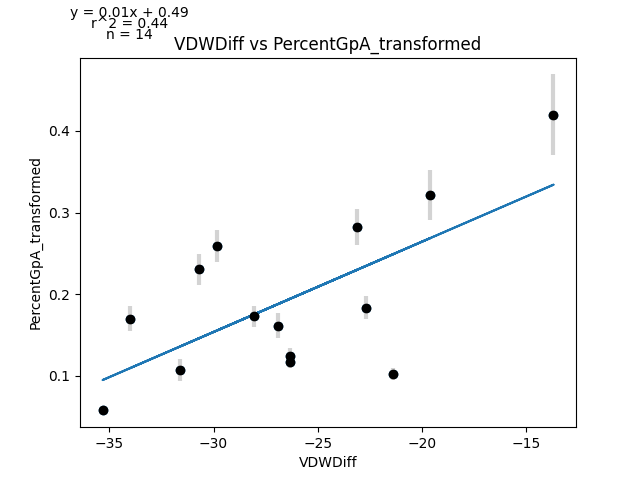 y = 0.01x + 0.49
r^2 = 0.44
n = 14
VDWDiff vs PercentGpA_transformed
PercentGpA_transformed
0.4
0.3
0.2
0.1
−35 −30 −25 −20 −15
VDWDiff